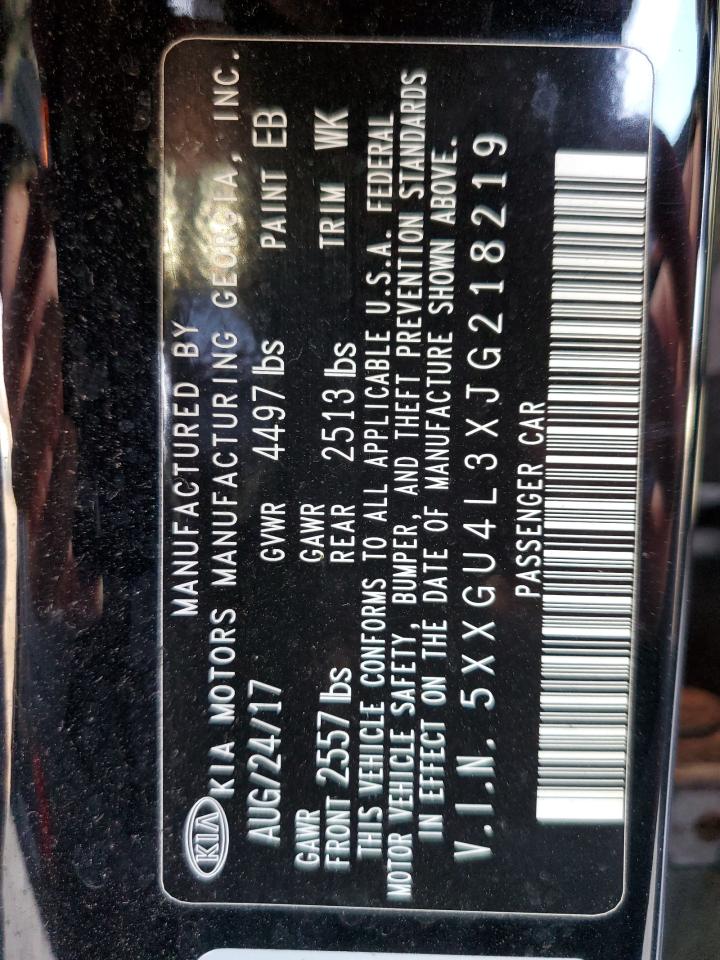 MANUFACTURED BY
KIA KIA MOTORS MANUFACTURING GEORGIA, INC.
AUG/24/17 GVWR 4497 lbs PAINT EB
GAWR GAWR
FRONT 2557 lbs REAR 2513 lbs TRIM WK
THIS VEHICLE CONFORMS TO ALL APPLICABLE U.S.A. FEDERAL
MOTOR VEHICLE SAFETY, BUMPER, AND THEFT PREVENTION STANDARDS
IN EFFECT ON THE DATE OF MANUFACTURE SHOWN ABOVE.
V.I.N. 5XXGU4L3XJG218219
PASSENGER CAR